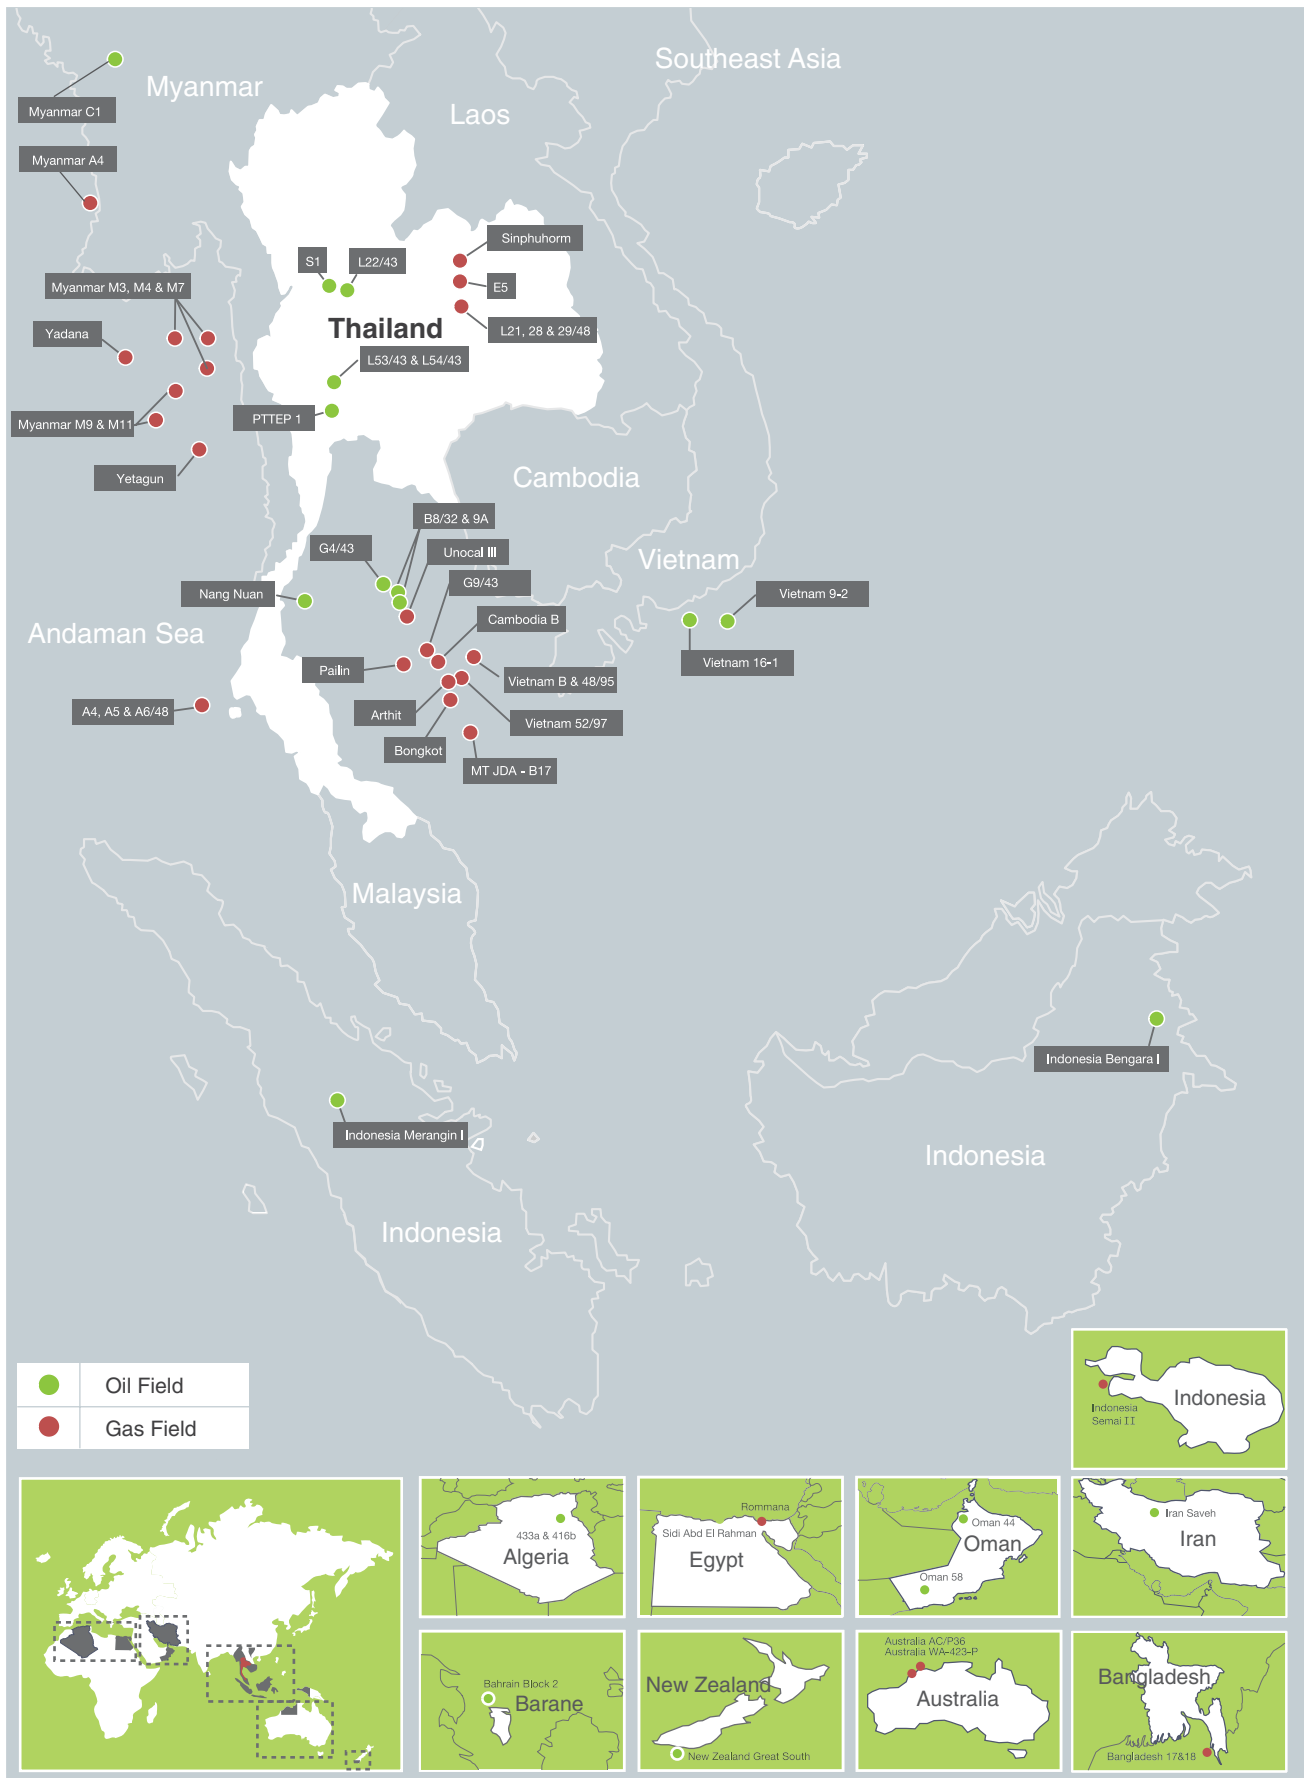 Southeast Asia
Myanmar
Laos
Myanmar C1
Myanmar A4
Sinphuhorm
S1
L22/43
E5
Myanmar M3, M4 & M7
Thailand
L21, 28 & 29/48
Yadana
L53/43 & L54/43
PTTEP 1
Myanmar M9 & M11
Yetagun
Cambodia
B8/32 & 9A
G4/43
Unocal III
Vietnam
G9/43
Nang Nuan
Vietnam 9-2
Cambodia B
Andaman Sea
Pailin
Vietnam 16-1
Vietnam B & 48/95
A4, A5 & A6/48
Arthit
Vietnam 52/97
Bongkot
MT JDA - B17
Malaysia
Indonesia Bengara I
Indonesia Merangin I
Indonesia
Indonesia
Oil Field
Gas Field
Indonesia
Indonesia
Semai II
433a & 416b
Algeria
Rommana
Sidi Abd El Rahman
Egypt
Oman 44
Oman
Oman 58
Iran Saveh
Iran
Bahrain Block 2
Barane
New Zealand
New Zealand Great South
Australia AC/P36
Australia WA-423-P
Australia
Bangladesh
Bangladesh 17&18